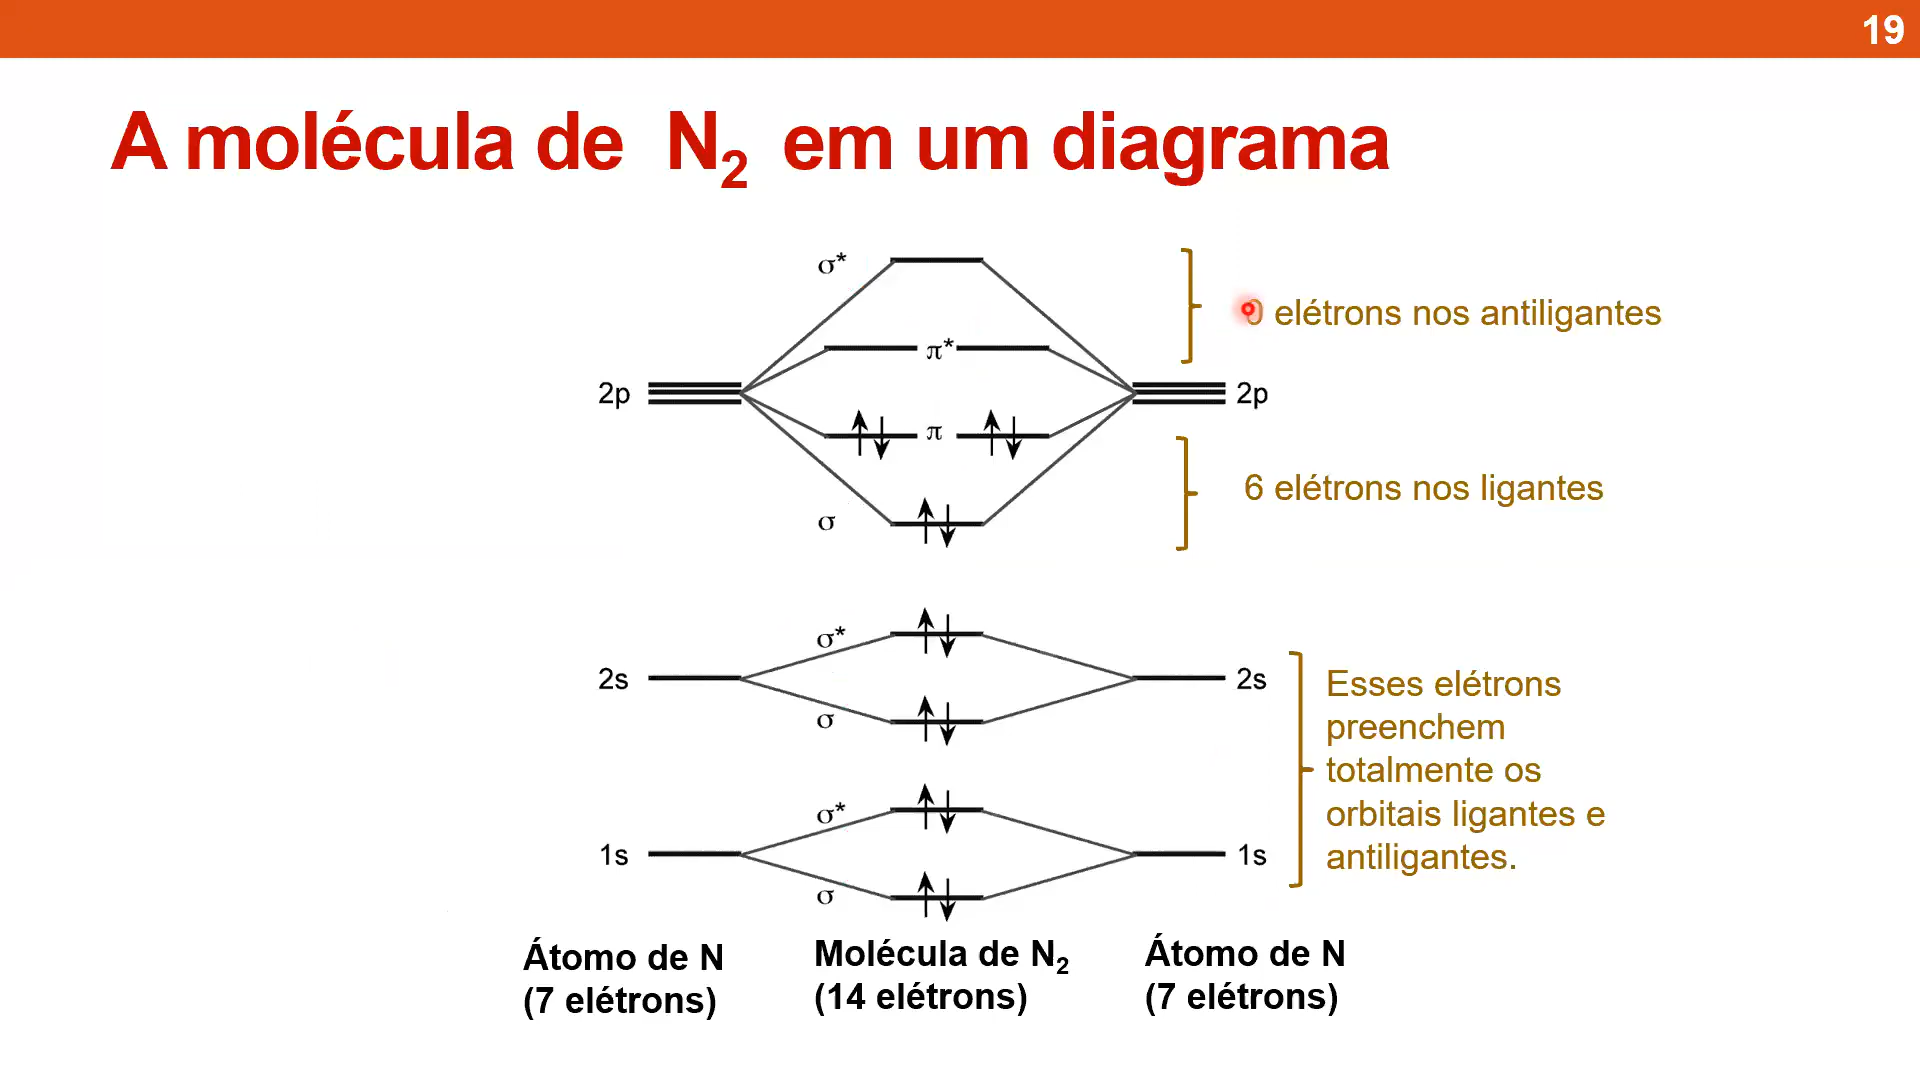 19
A molécula de N₂ em um diagrama
σ*
0 elétrons nos antiligantes
π*
2p
2p
π
6 elétrons nos ligantes
σ
σ*
2s
2s
Esses elétrons
preenchem
totalmente os
orbitais ligantes e
antiligantes.
σ
σ*
1s
1s
σ
Átomo de N
(7 elétrons)
Molécula de N₂
(14 elétrons)
Átomo de N
(7 elétrons)